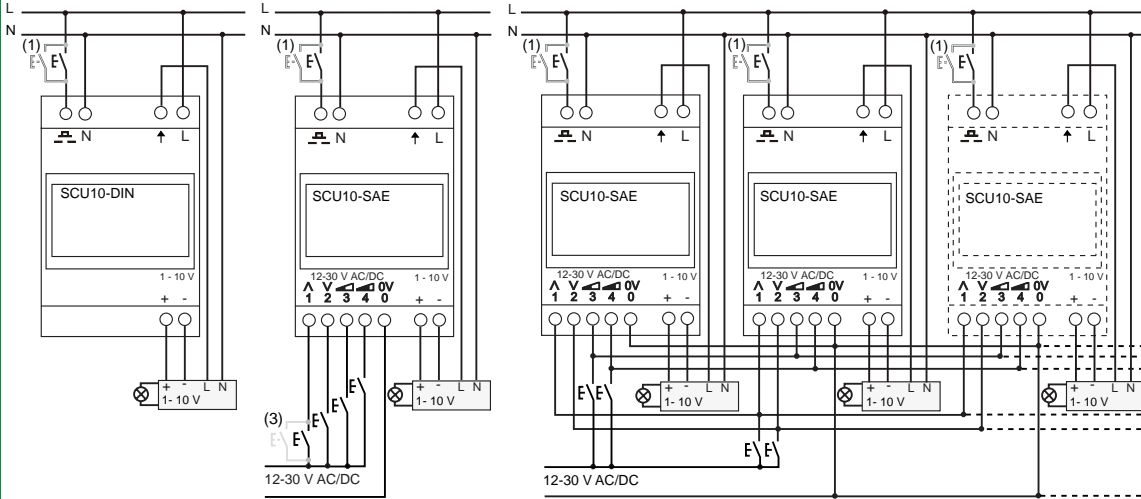 L
N
(1)
N
L
SCU10-DIN
1 - 10 V
+ -
+ - L N
1- 10 V
L
N
(1)
N
L
SCU10-SAE
12-30 V AC/DC
1 - 10 V
0V
1 2 3 4 0
+ -
+ - L N
1- 10 V
(3)
12-30 V AC/DC
L
N
(1)
N
L
SCU10-SAE
12-30 V AC/DC
1 - 10 V
0V
1 2 3 4 0
+ -
+ - L N
1- 10 V
12-30 V AC/DC
(1)
N
L
SCU10-SAE
12-30 V AC/DC
1 - 10 V
0V
1 2 3 4 0
+ -
+ - L N
1- 10 V
(1)
N
L
SCU10-SAE
12-30 V AC/DC
1 - 10 V
0V
1 2 3 4 0
+ -
+ - L N
1- 10 V